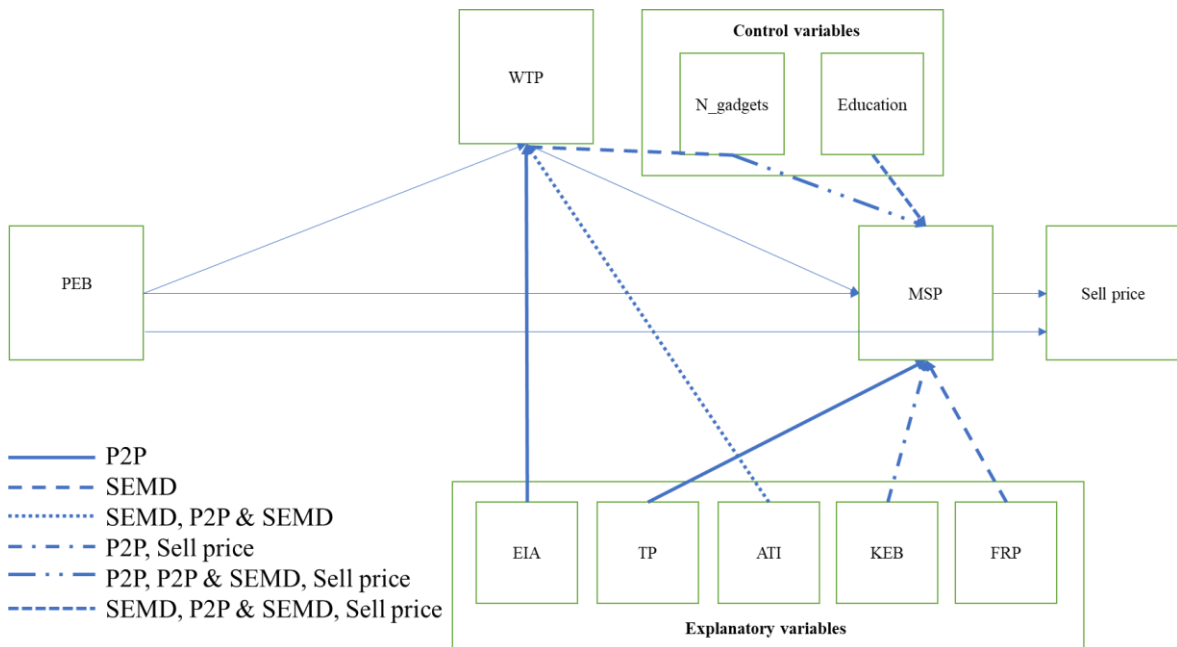 Control variables
WTP
N_gadgets
Education
PEB
MSP
Sell price
P2P
SEMD
SEMD, P2P & SEMD
P2P, Sell price
P2P, P2P & SEMD, Sell price
SEMD, P2P & SEMD, Sell price
EIA
TP
ATI
KEB
FRP
Explanatory variables